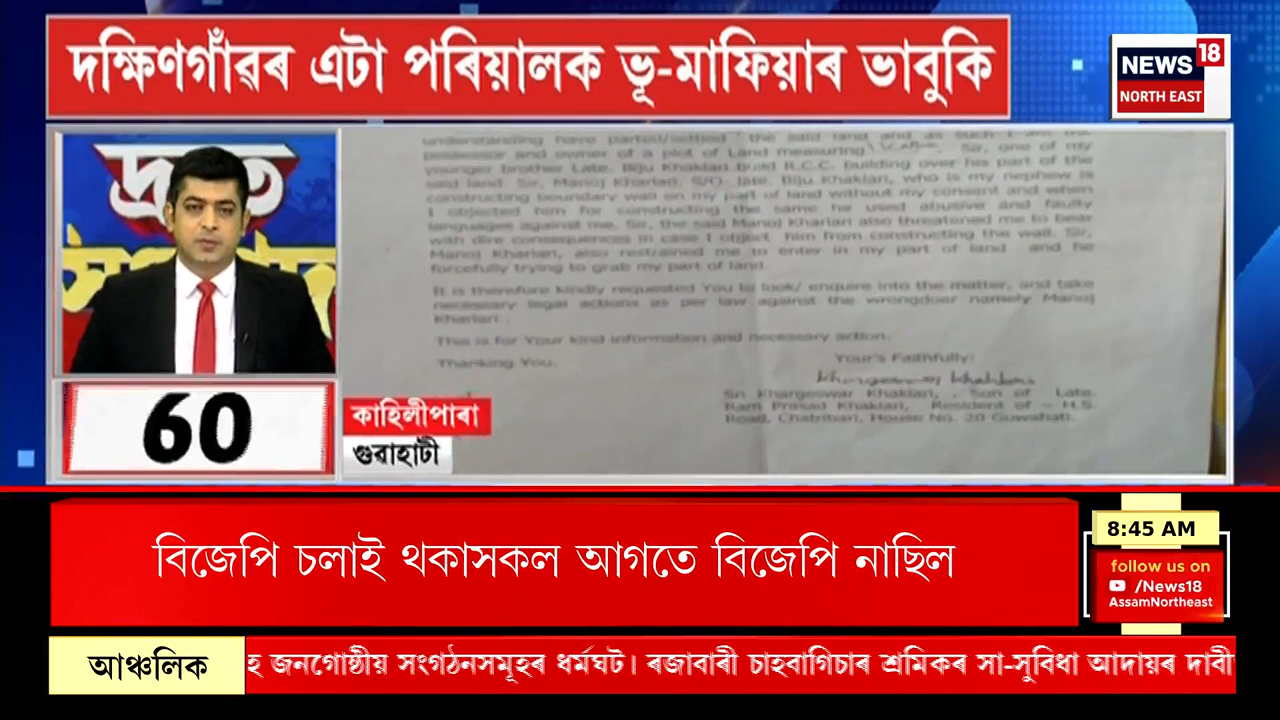 দক্ষিণগাঁৱৰ এটা পৰিয়ালক ভূ-মাফিয়াৰ ভাবুকি
NEWS 18
NORTH EAST
দ্ৰুত
understanding have parted/settled the said land and as such I am the
possessor and owner of a plot of Land measuring Sir, one of my
younger brother Late. Biju Khaklari build R.C.C. building over his part of the
said land. Sir, Manoj Kharlari, S/O- late. Biju Khaklari, who is my nephew is
constructing boundary wall on my part of land without my consent and when
I objected him for constructing the same he used abusive and faulty
languages against me. Sir, the said Manoj Kharlari also threatened me to bear
with dire consequences in case I object him from constructing the wall. Sir,
Manoj Kharlari, also restrained me to enter in my part of land and he
forcefully trying to grab my part of land.
It is therefore kindly requested You to look/ enquire into the matter, and take
necessary legal actions as per law against the wrongdoer namely Manoj
Kharlari.
This is for Your kind information and necessary action.
Thanking You.
Your's Faithfully:
Sri Khargeswar Khaklari, , Son of Late.
Ram Prasad Khaklari, Resident of – H.S.
Road, Chatribari, House No. 20 Guwahati.
60
কাহিলীপাৰা
গুৱাহাটী
বিজেপি চলাই থকাসকল আগতে বিজেপি নাছিল
8:45 AM
follow us on
/News18
AssamNortheast
আঞ্চলিক
হ জনগোষ্ঠীয় সংগঠনসমূহৰ ধৰ্মঘট। ৰজাবাৰী চাহবাগিচাৰ শ্ৰমিকৰ সা-সুবিধা আদায়ৰ দাবী